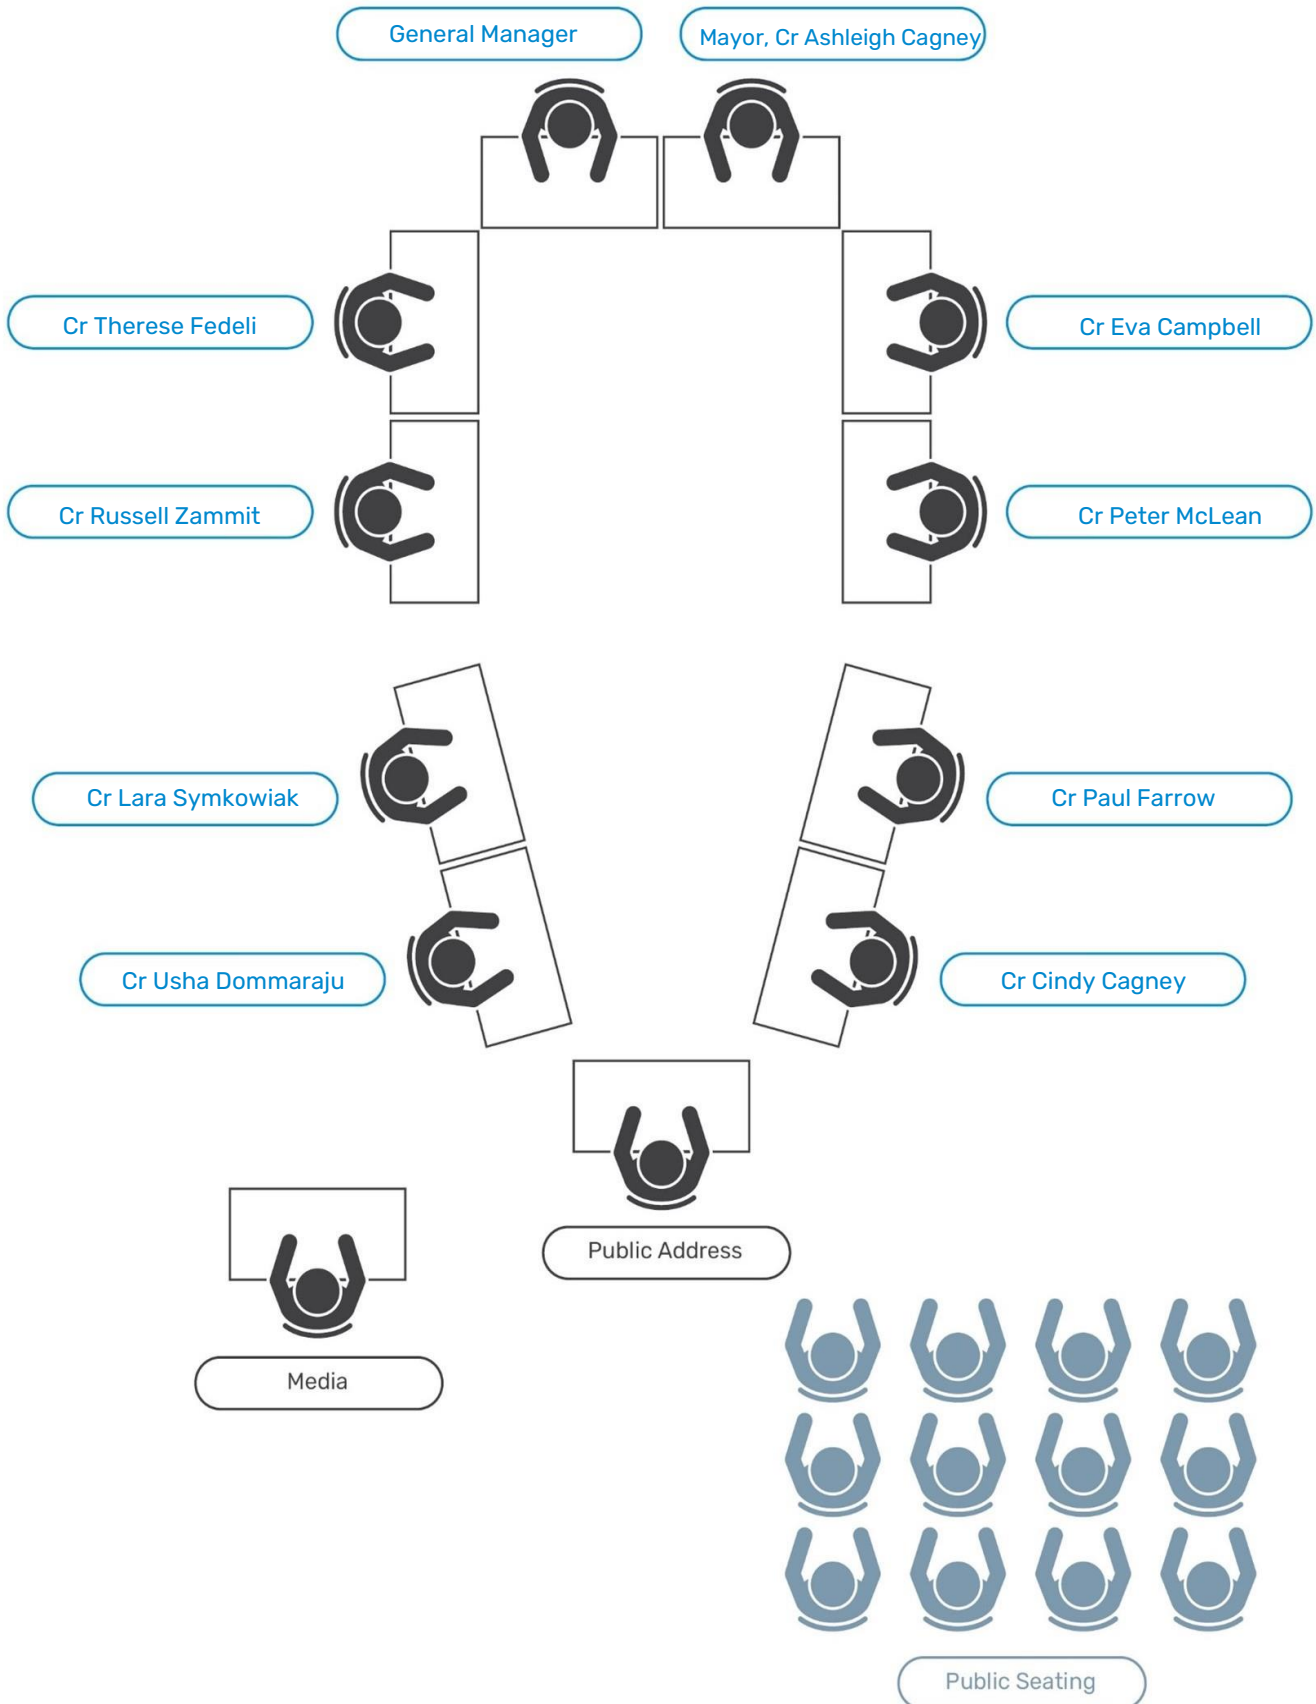 General Manager
Mayor, Cr Ashleigh Cagney
Cr Therese Fedeli
Cr Eva Campbell
Cr Russell Zammit
Cr Peter McLean
Cr Lara Symkowiak
Cr Paul Farrow
Cr Usha Dommaraju
Cr Cindy Cagney
Public Address
Media
Public Seating